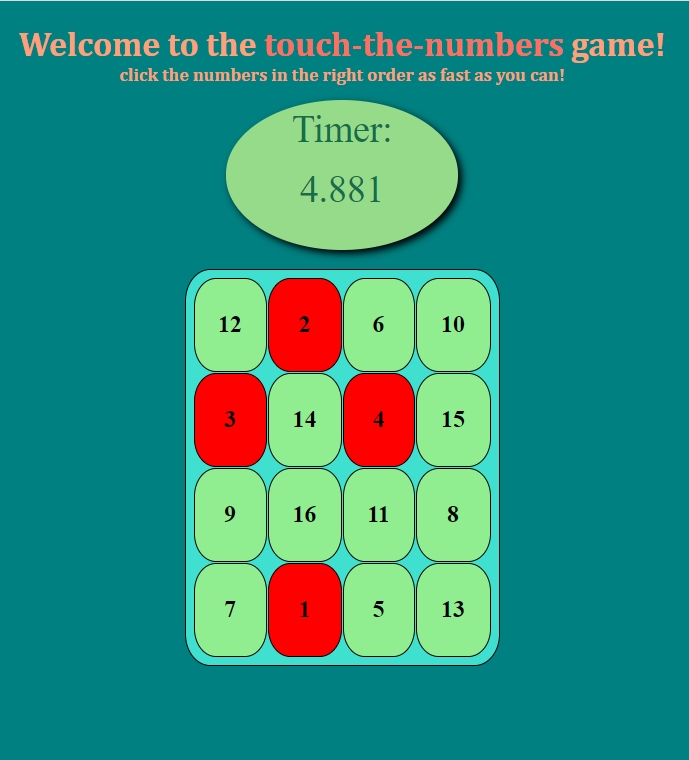 Welcome to the touch-the-numbers game!
click the numbers in the right order as fast as you can!
Timer:
4.881
12 2 6 10
3 14 4 15
9 16 11 8
7 1 5 13